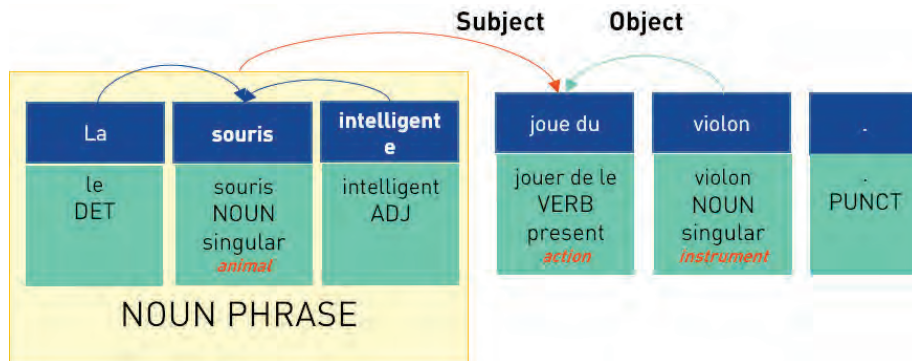 Subject Object
La souris intelligent
e joue du violon .
le
DET
souris
NOUN
singular
animal
intelligent
ADJ
jouer de le
VERB
present
action
violon
NOUN
singular
instrument
.
PUNCT
NOUN PHRASE